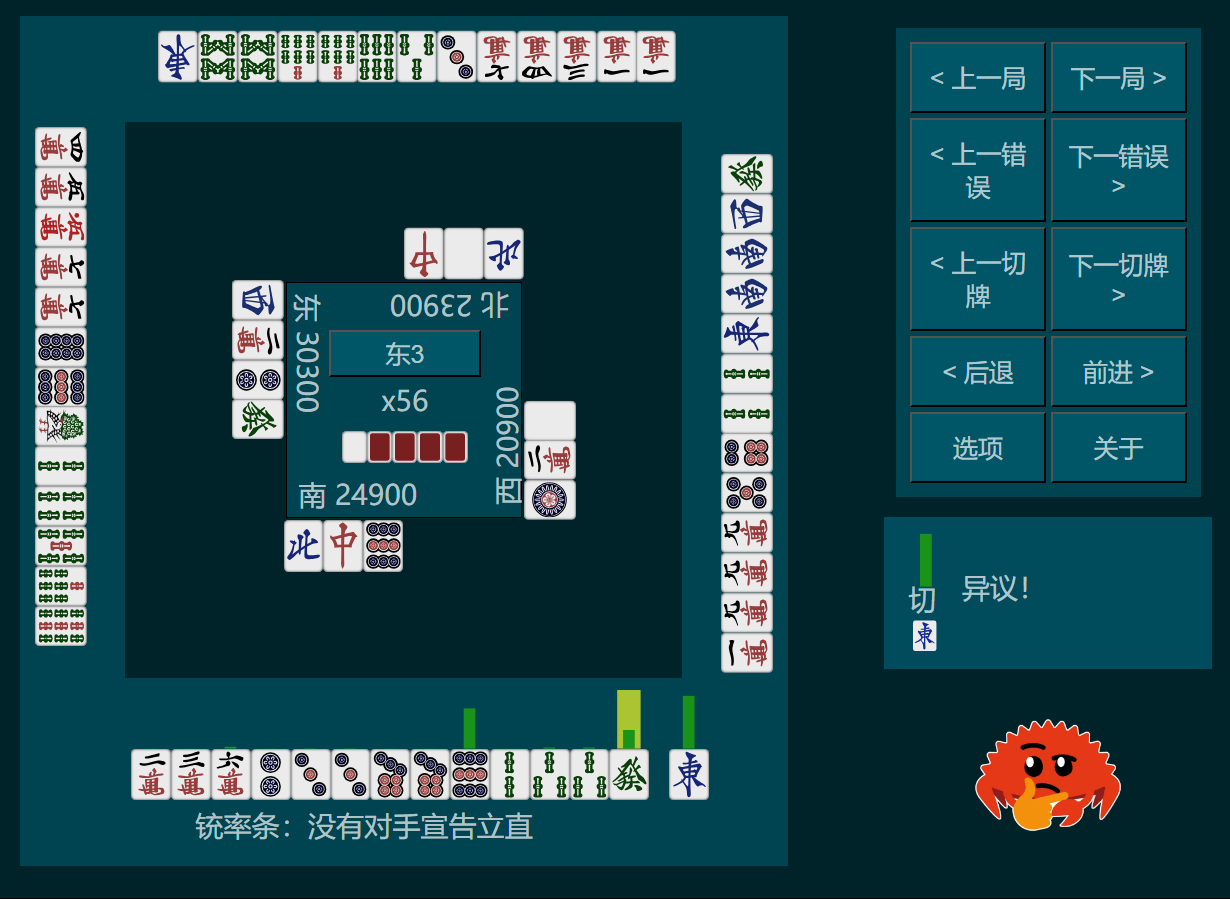 < 上一局
下一局 >
< 上一错误
下一错误 >
< 上一切牌
下一切牌 >
< 后退
前进 >
选项
关于
北 23900
东 30300
东3
x56
西 20900
南 24900
切
異议!
铳率条：没有对手宣告立直